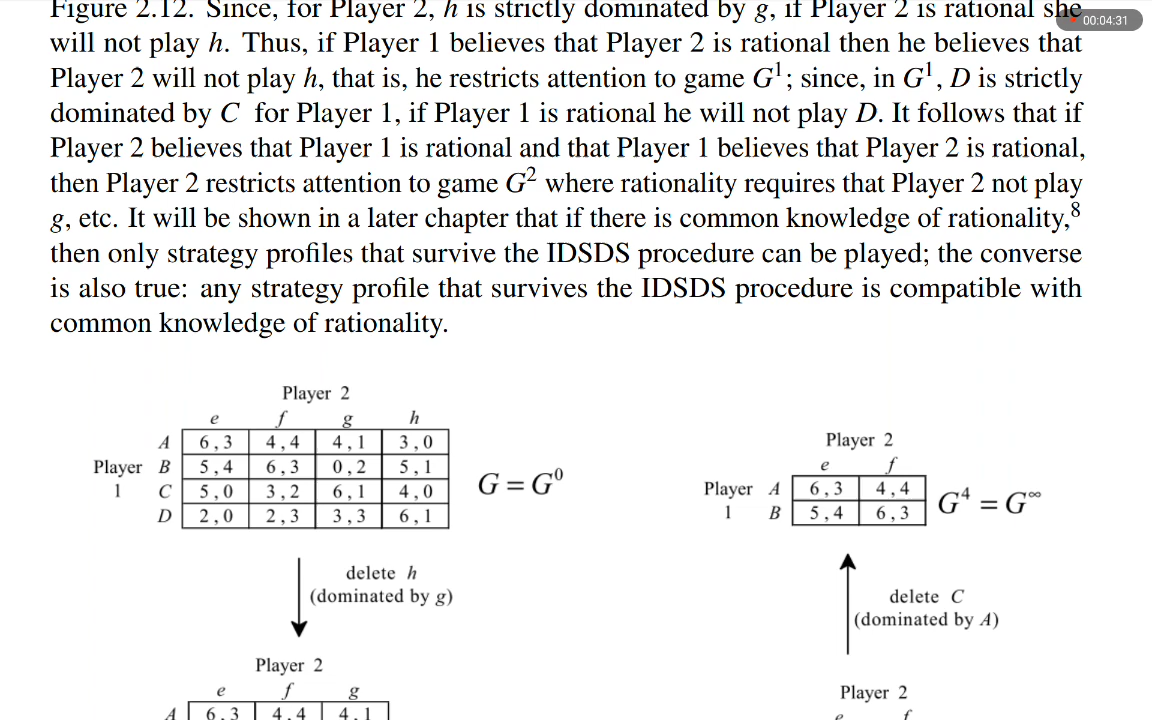 Figure 2.12. Since, for Player 2, h is strictly dominated by g, if Player 2 is rational she
00:04:31
will not play h. Thus, if Player 1 believes that Player 2 is rational then he believes that
Player 2 will not play h, that is, he restricts attention to game G¹; since, in G¹, D is strictly
dominated by C for Player 1, if Player 1 is rational he will not play D. It follows that if
Player 2 believes that Player 1 is rational and that Player 1 believes that Player 2 is rational,
then Player 2 restricts attention to game G² where rationality requires that Player 2 not play
g, etc. It will be shown in a later chapter that if there is common knowledge of rationality,⁸
then only strategy profiles that survive the IDSDS procedure can be played; the converse
is also true: any strategy profile that survives the IDSDS procedure is compatible with
common knowledge of rationality.
Player 2
e f g h
A 6,3 4,4 4,1 3,0
Player B 5,4 6,3 0,2 5,1
1 C 5,0 3,2 6,1 4,0
D 2,0 2,3 3,3 6,1
G = G⁰
delete h
(dominated by g)
Player 2
e f g
A 6,3 4,4 4,1
Player 2
e f
Player A 6,3 4,4
1 B 5,4 6,3
G⁴ = G∞
delete C
(dominated by A)
Player 2
e f